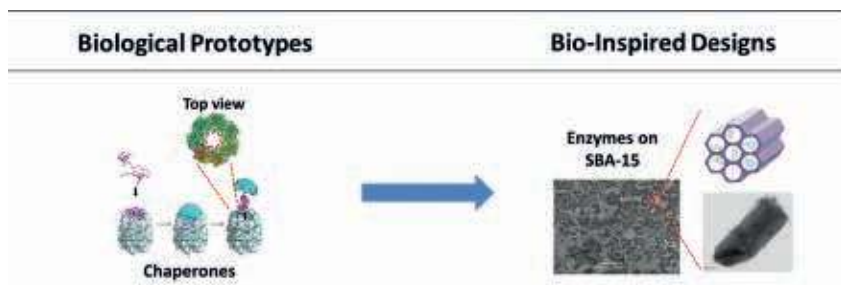 Biological Prototypes
Bio-Inspired Designs
Top view
Enzymes on
SBA-15
Chaperones